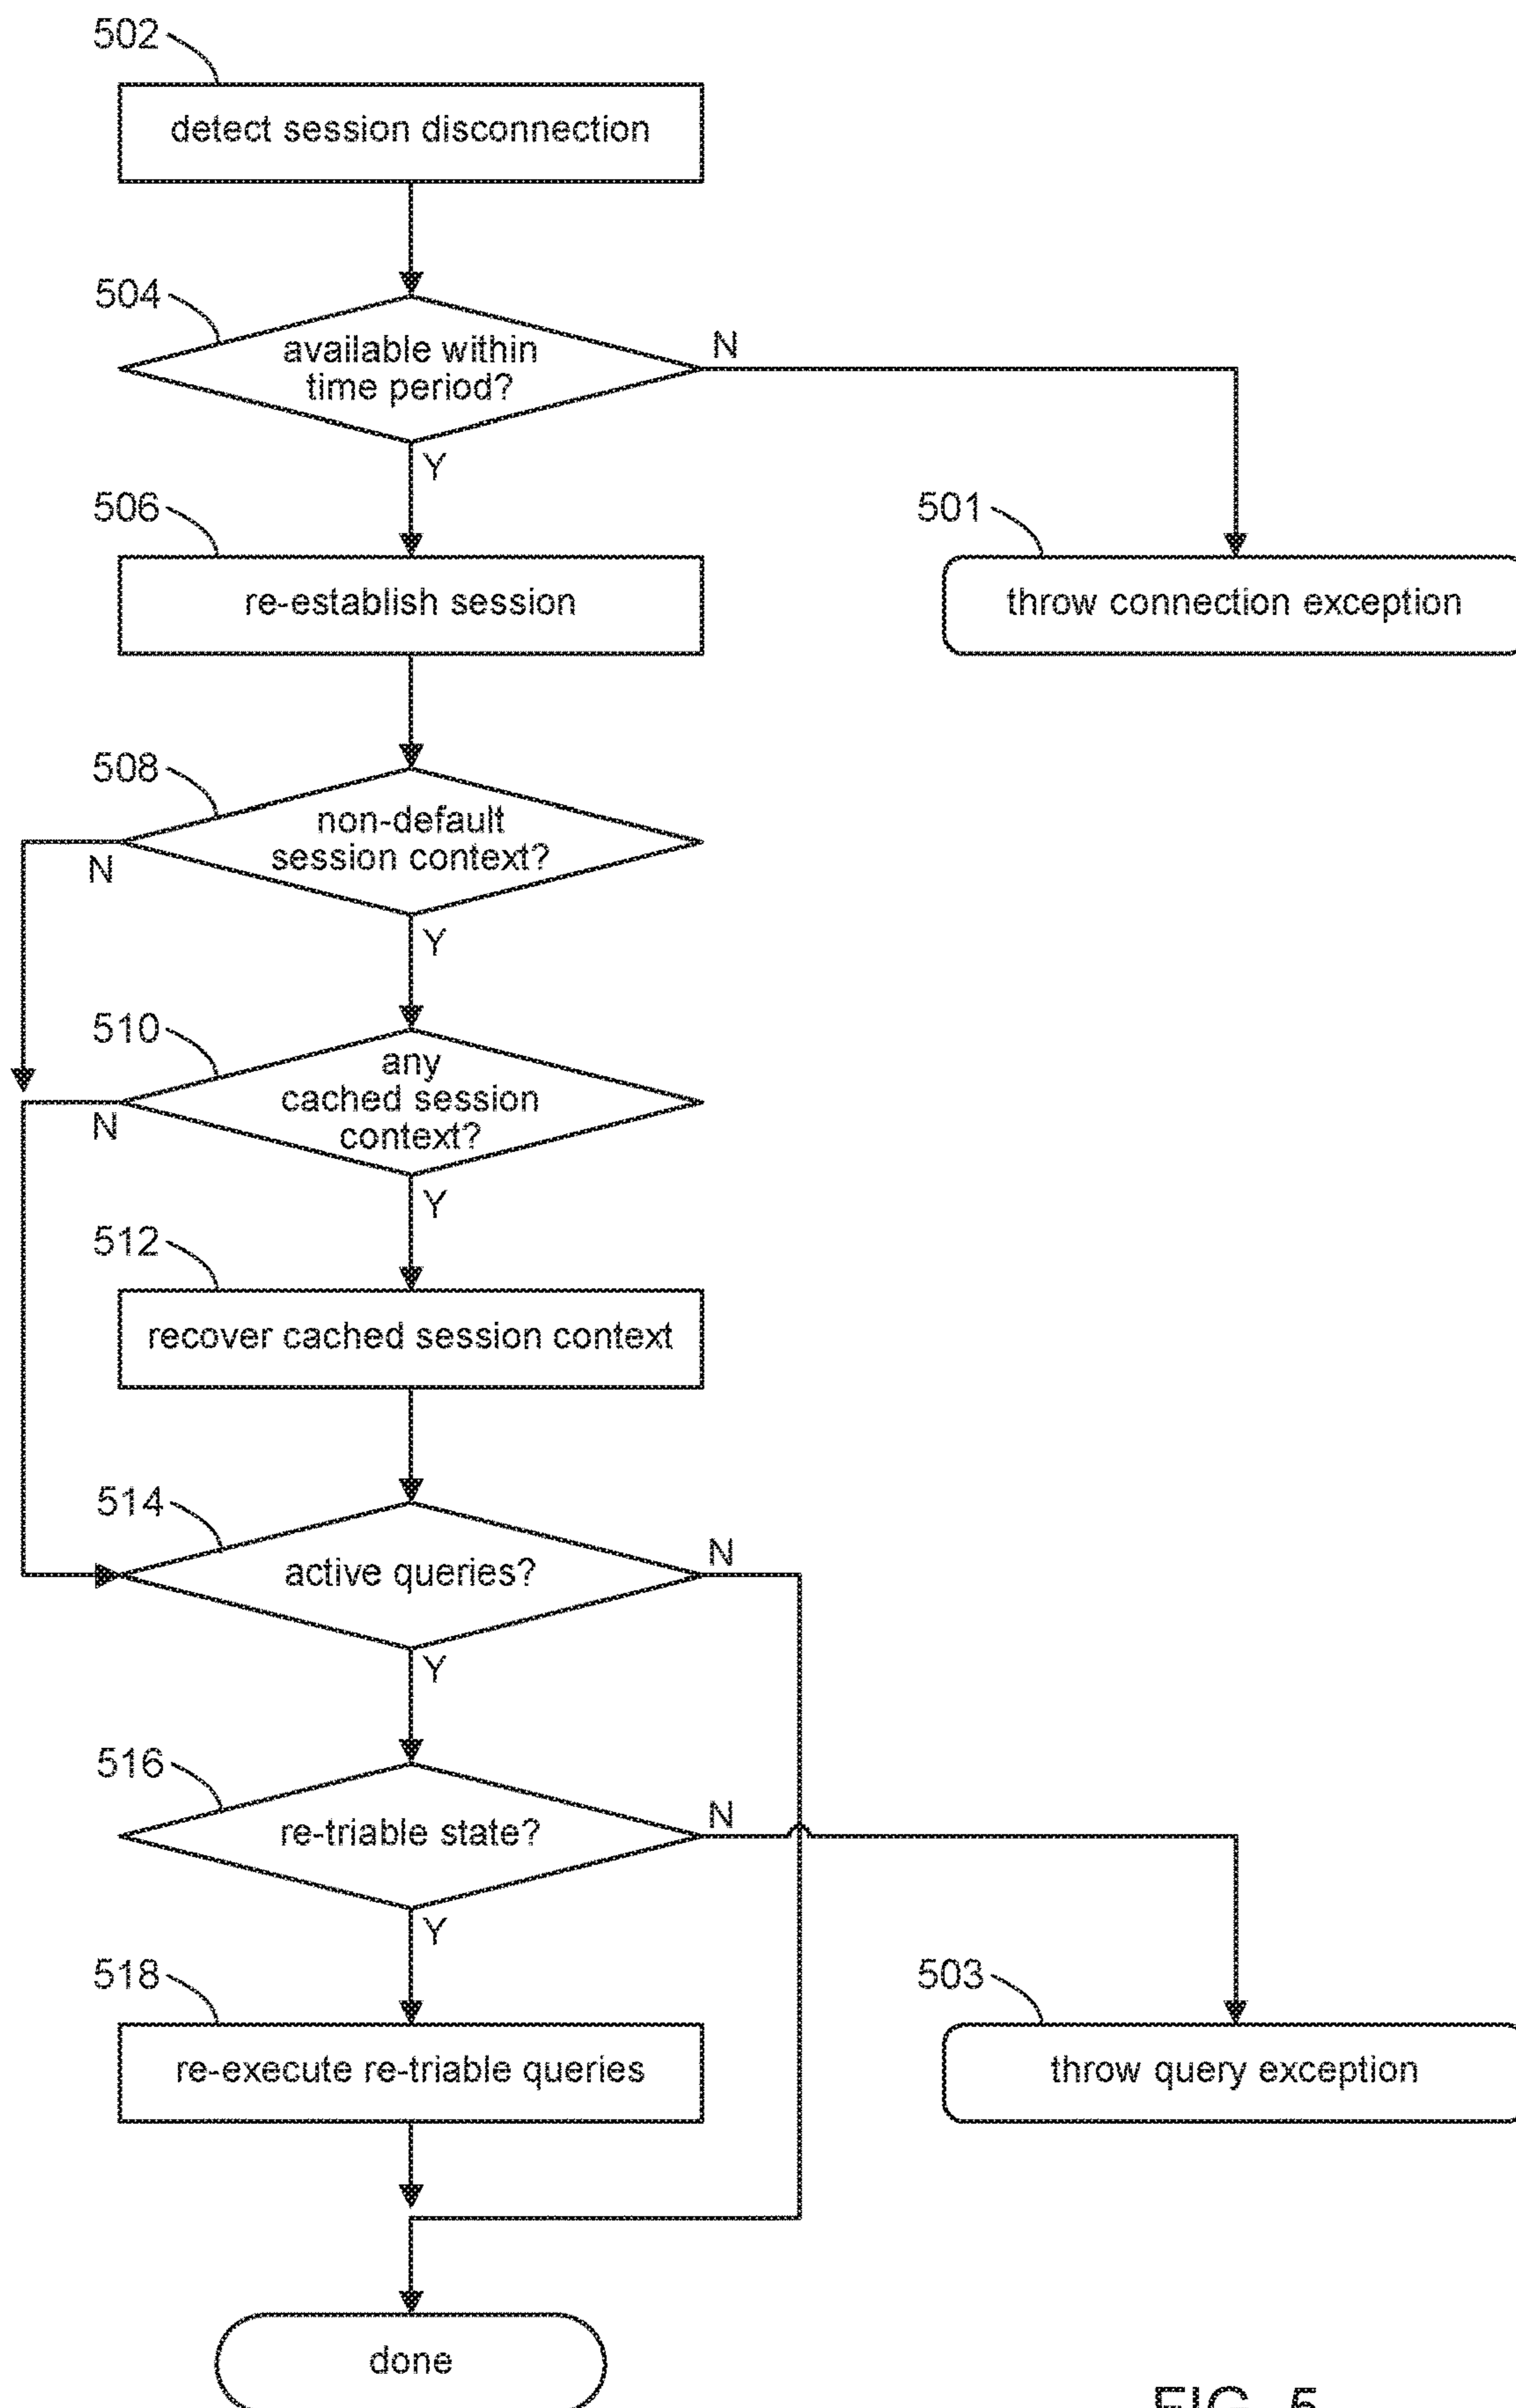 502
detect session disconnection
504
available within
time period?
N
Y
506
re-establish session
501
throw connection exception
508
non-default
session context?
N
Y
510
any
cached session
context?
N
Y
512
recover cached session context
514
active queries?
N
Y
516
re-triable state?
N
Y
518
re-execute re-triable queries
503
throw query exception
done
FIG. 5